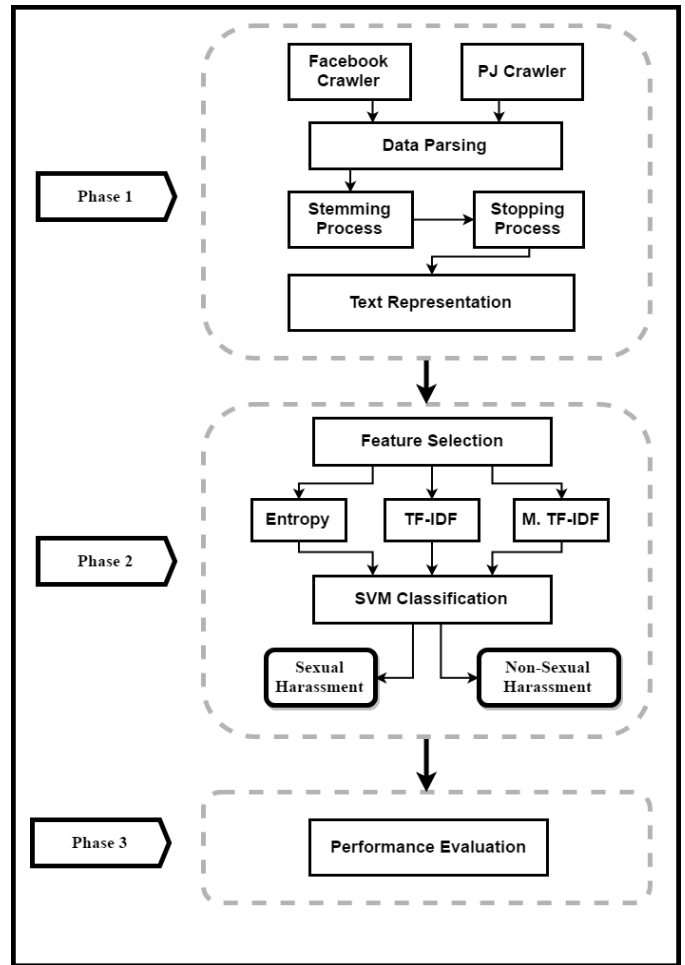 Facebook
Crawler
PJ Crawler
Data Parsing
Phase 1
Stemming
Process
Stopping
Process
Text Representation
Feature Selection
Entropy
TF-IDF
M. TF-IDF
Phase 2
SVM Classification
Sexual
Harassment
Non-Sexual
Harassment
Phase 3
Performance Evaluation